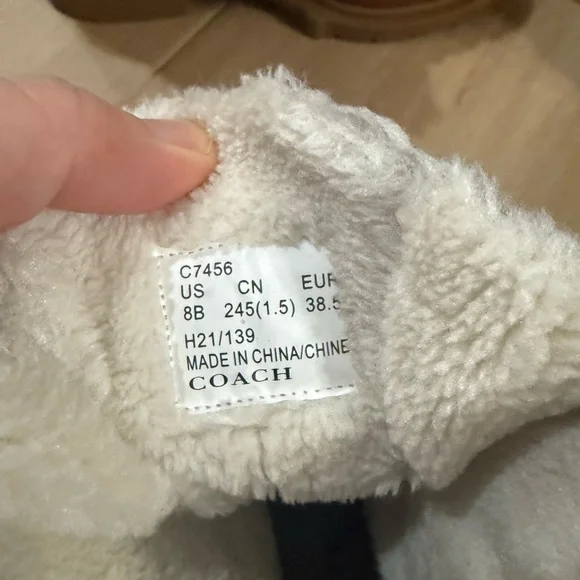 C7456
US CN EUR
8B 245(1.5) 38.5
H21/139
MADE IN CHINA/CHINE
COACH